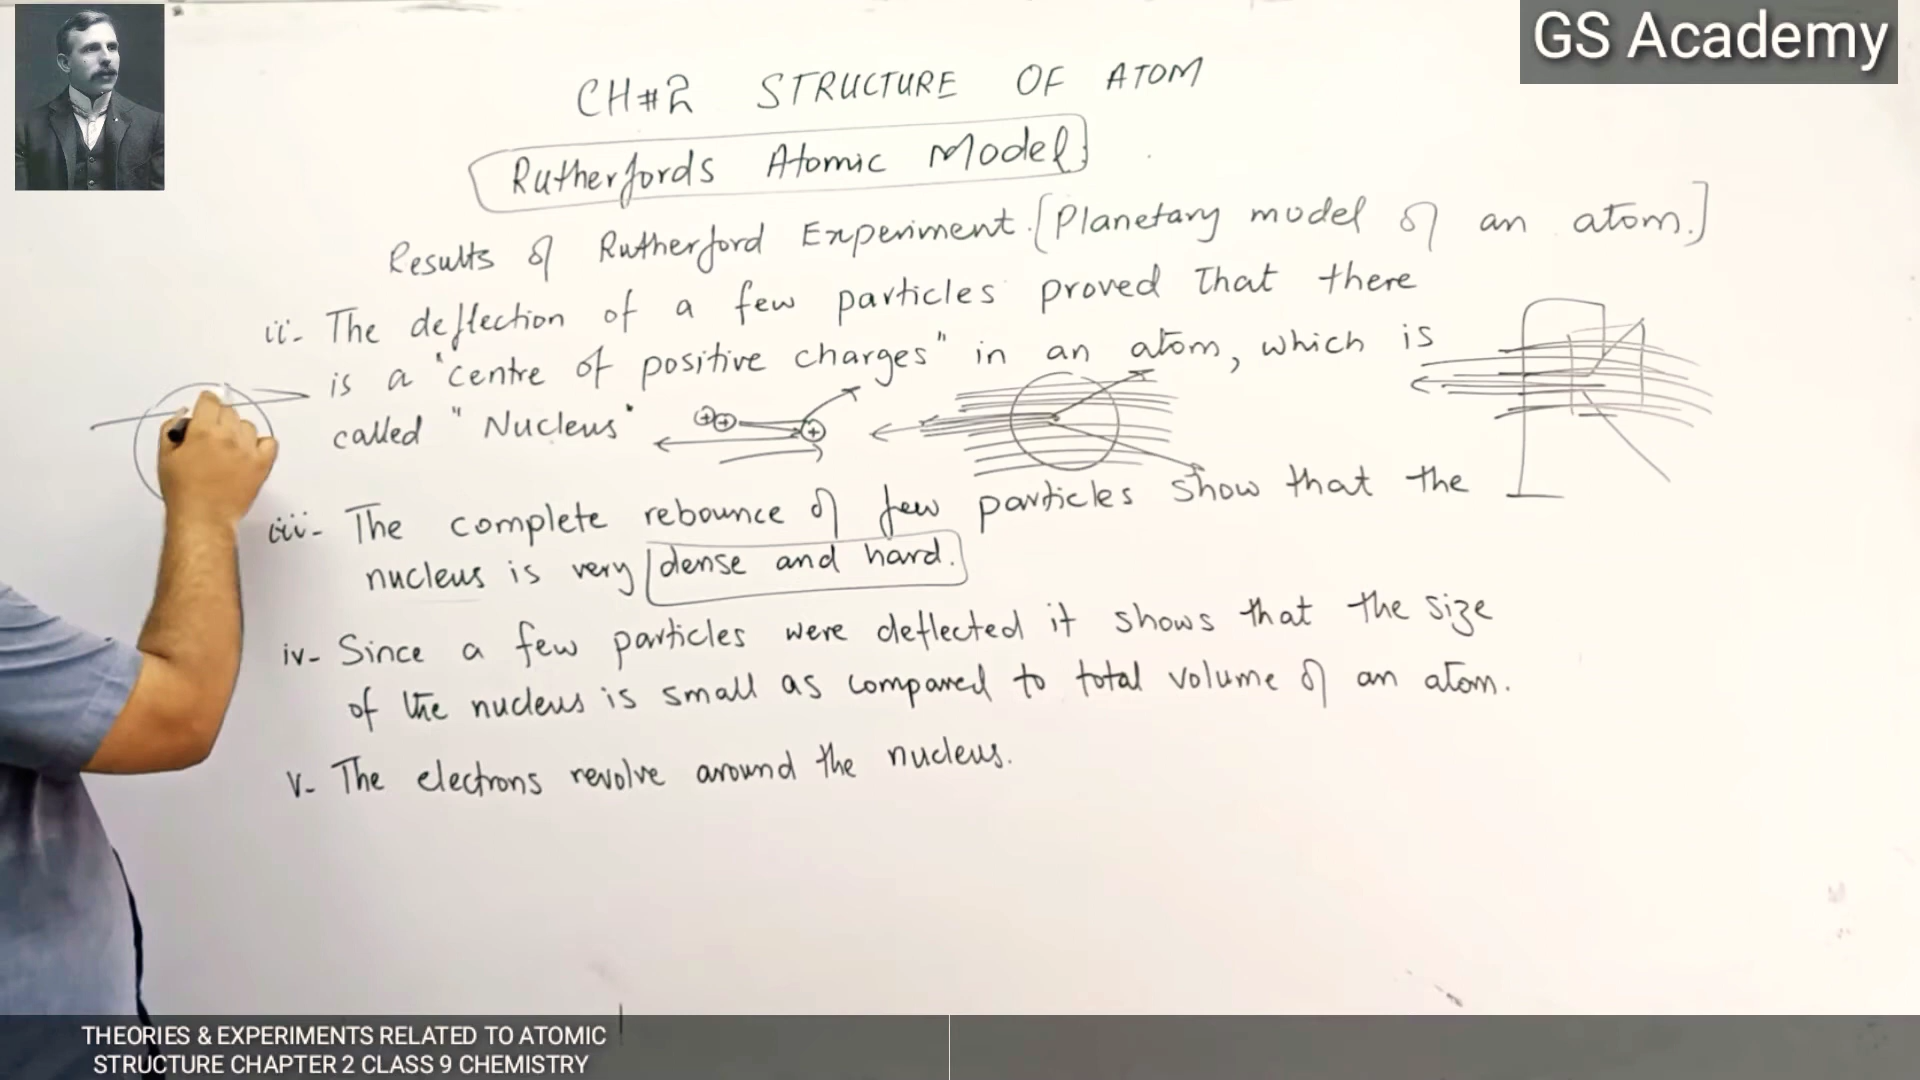 GS Academy
CH#2 STRUCTURE OF ATOM
Rutherfords Atomic Model
Results of Rutherford Experiment. [Planetary model of an atom.]
ii- The deflection of a few particles proved that there
is a "centre of positive charges" in an atom, which is
called "Nucleus"
+ + +
iii- The complete rebounce of few particles show that the
nucleus is very dense and hard.
iv- Since a few particles were deflected it shows that the size
of the nucleus is small as compared to total volume of an atom.
v- The electrons revolve around the nucleus.
THEORIES & EXPERIMENTS RELATED TO ATOMIC
STRUCTURE CHAPTER 2 CLASS 9 CHEMISTRY